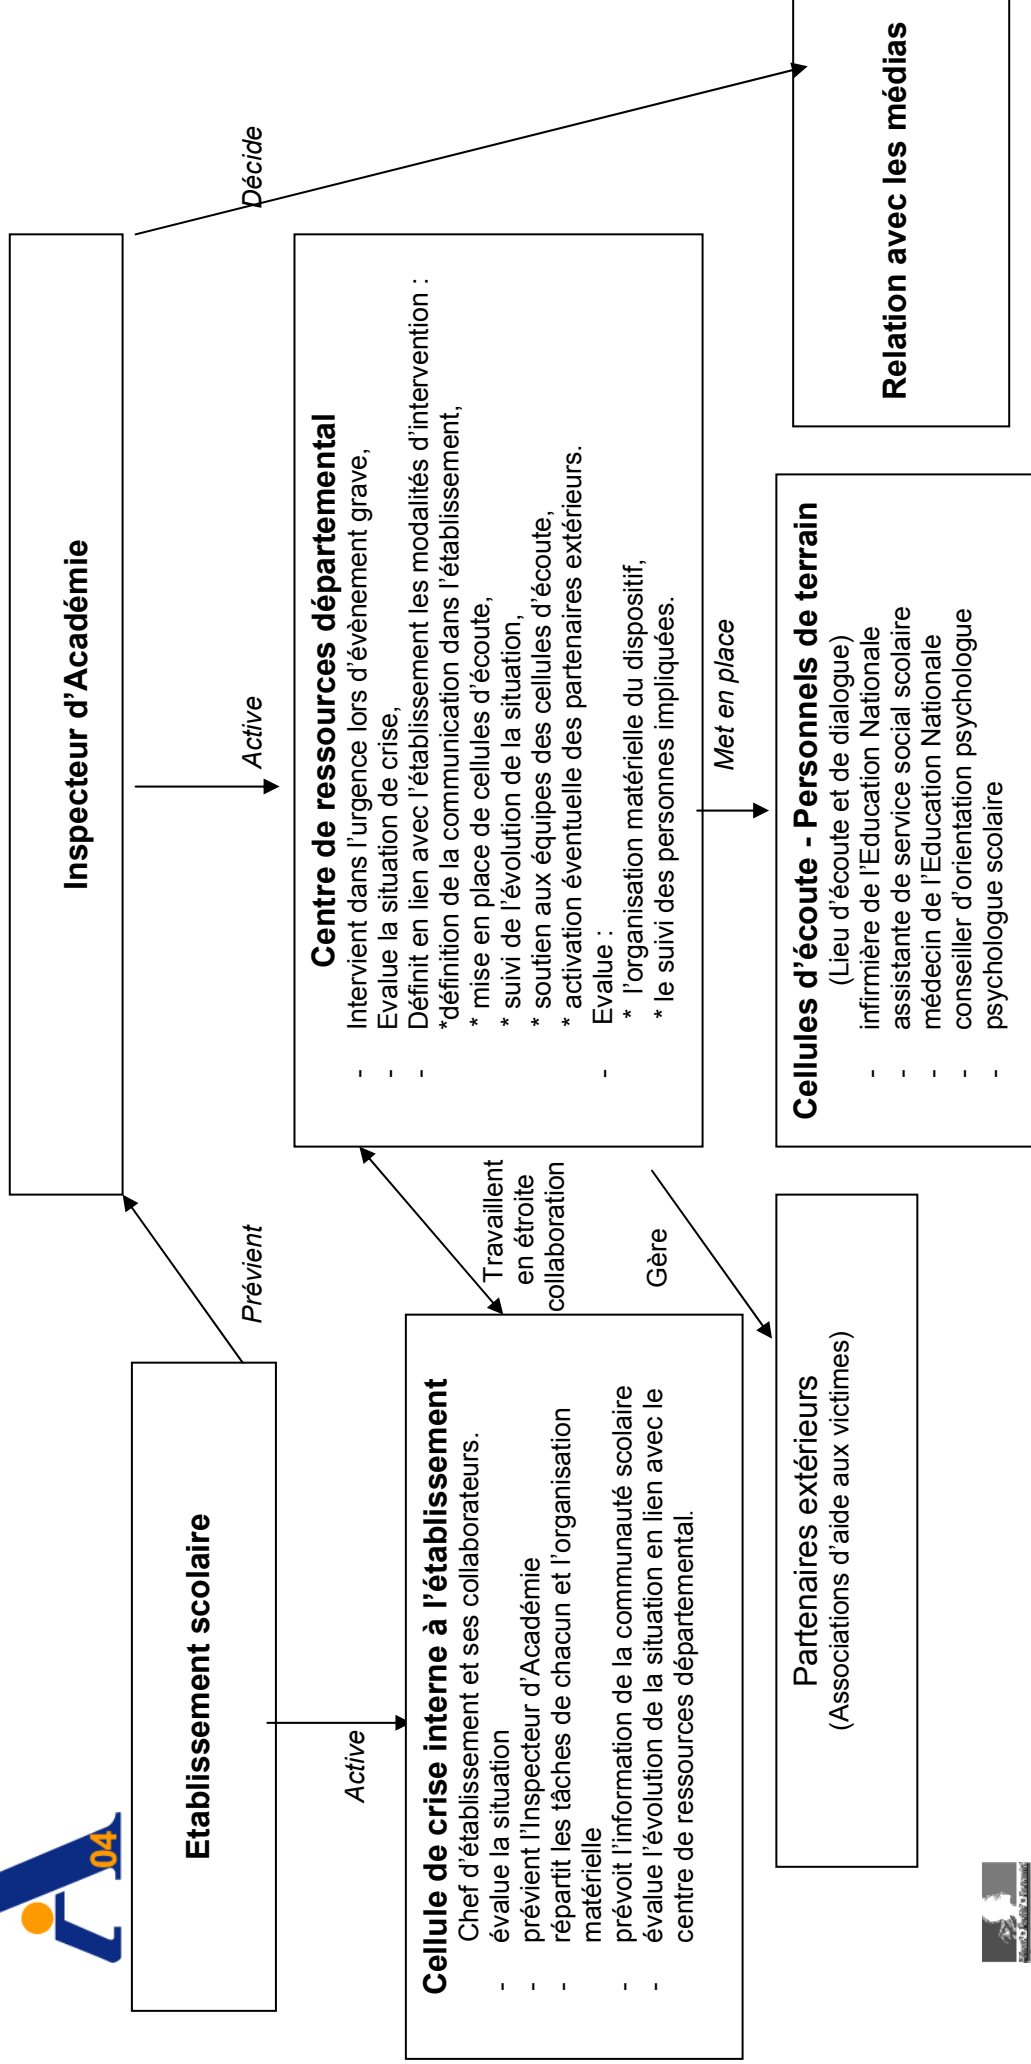 04
Etablissement scolaire
Prévient
Inspecteur d’Académie
Décide
Active
Active
Cellule de crise interne à l’établissement
Chef d’établissement et ses collaborateurs.
- évalue la situation
- prévient l’Inspecteur d’Académie
- répartit les tâches de chacun et l’organisation
matérielle
- prévoit l’information de la communauté scolaire
- évalue l’évolution de la situation en lien avec le
centre de ressources départemental.
Travaillent
en étroite
collaboration
Centre de ressources départemental
- Intervient dans l’urgence lors d’évènement grave,
- Evalue la situation de crise,
- Définit en lien avec l’établissement les modalités d’intervention :
*définition de la communication dans l’établissement,
* mise en place de cellules d’écoute,
* suivi de l’évolution de la situation,
* soutien aux équipes des cellules d’écoute,
* activation éventuelle des partenaires extérieurs.
- Evalue :
* l’organisation matérielle du dispositif,
* le suivi des personnes impliquées.
Gère
Met en place
Partenaires extérieurs
(Associations d’aide aux victimes)
Cellules d’écoute - Personnels de terrain
(Lieu d’écoute et de dialogue)
- infirmière de l’Education Nationale
- assistante de service social scolaire
- médecin de l’Education Nationale
- conseiller d’orientation psychologue
- psychologue scolaire
Relation avec les médias